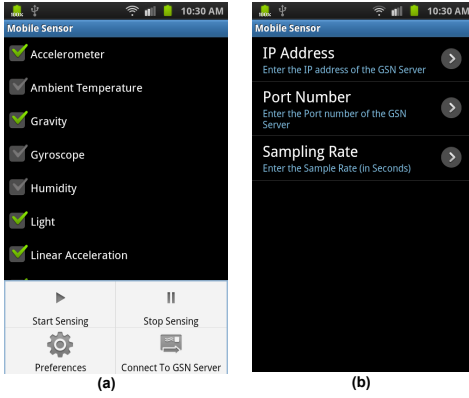 100%
10:30 AM
Mobile Sensor
Accelerometer
Ambient Temperature
Gravity
Gyroscope
Humidity
Light
Linear Acceleration
Start Sensing
Stop Sensing
Preferences
Connect To GSN Server
(a)
100%
10:30 AM
Mobile Sensor
IP Address
Enter the IP address of the GSN Server
Port Number
Enter the Port number of the GSN
Server
Sampling Rate
Enter the Sample Rate (in Seconds)
(b)